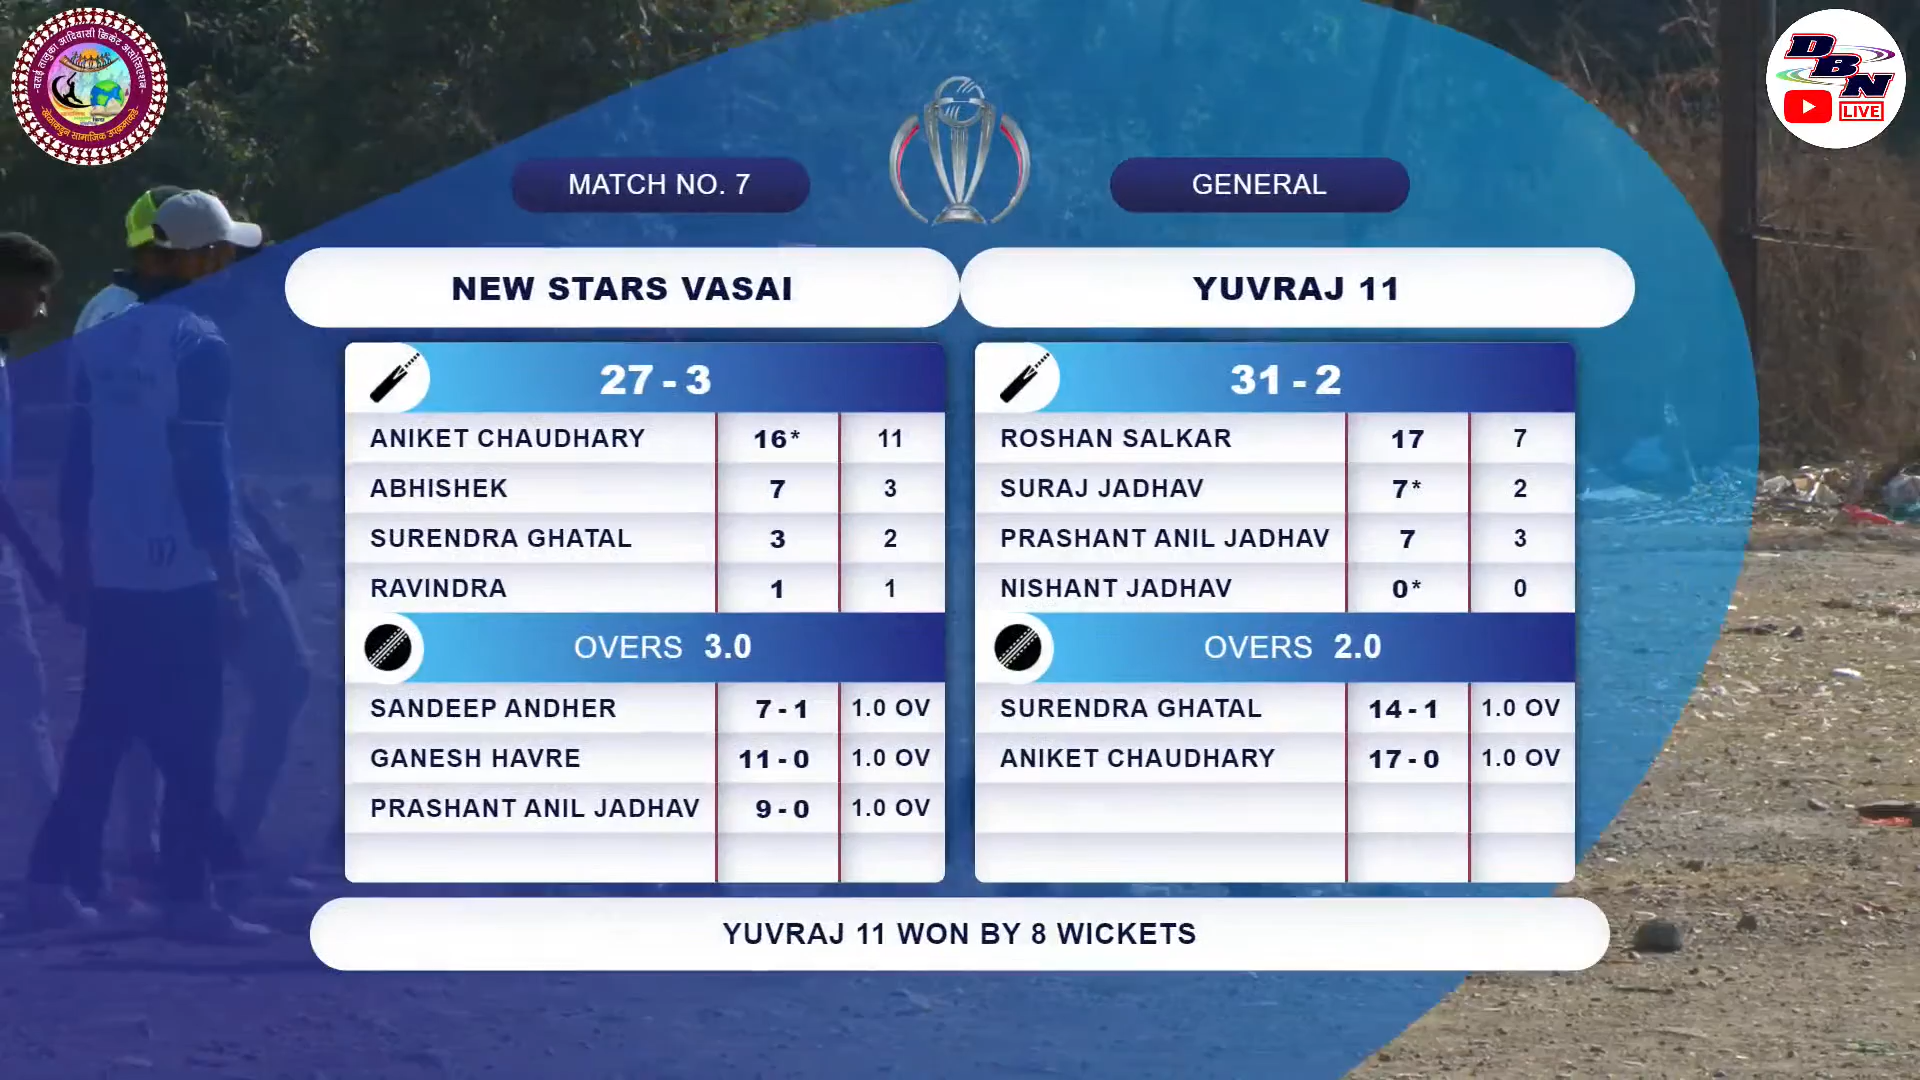 वसई तालुका आदिवासी क्रिकेट असोसिएशन
DBN
LIVE
MATCH NO. 7
GENERAL
NEW STARS VASAI
YUVRAJ 11
27 - 3
ANIKET CHAUDHARY 16* 11
ABHISHEK 7 3
SURENDRA GHATAL 3 2
RAVINDRA 1 1
OVERS 3.0
SANDEEP ANDHER 7 - 1 1.0 OV
GANESH HAVRE 11 - 0 1.0 OV
PRASHANT ANIL JADHAV 9 - 0 1.0 OV
31 - 2
ROSHAN SALKAR 17 7
SURAJ JADHAV 7* 2
PRASHANT ANIL JADHAV 7 3
NISHANT JADHAV 0* 0
OVERS 2.0
SURENDRA GHATAL 14 - 1 1.0 OV
ANIKET CHAUDHARY 17 - 0 1.0 OV
YUVRAJ 11 WON BY 8 WICKETS